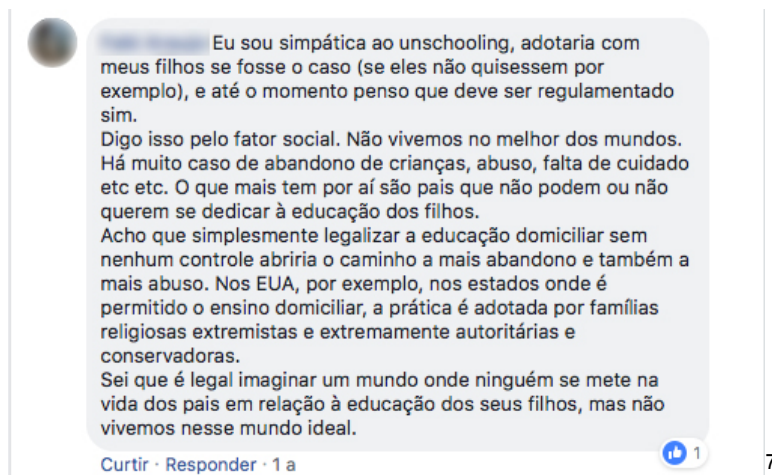 Eu sou simpática ao unschooling, adotaria com
meus filhos se fosse o caso (se eles não quisessem por
exemplo), e até o momento penso que deve ser regulamentado
sim.
Digo isso pelo fator social. Não vivemos no melhor dos mundos.
Há muito caso de abandono de crianças, abuso, falta de cuidado
etc etc. O que mais tem por aí são pais que não podem ou não
querem se dedicar à educação dos filhos.
Acho que simplesmente legalizar a educação domiciliar sem
nenhum controle abriria o caminho a mais abandono e também a
mais abuso. Nos EUA, por exemplo, nos estados onde é
permitido o ensino domiciliar, a prática é adotada por famílias
religiosas extremistas e extremamente autoritárias e
conservadoras.
Sei que é legal imaginar um mundo onde ninguém se mete na
vida dos pais em relação à educação dos seus filhos, mas não
vivemos nesse mundo ideal.
1
Curtir · Responder · 1 a
7